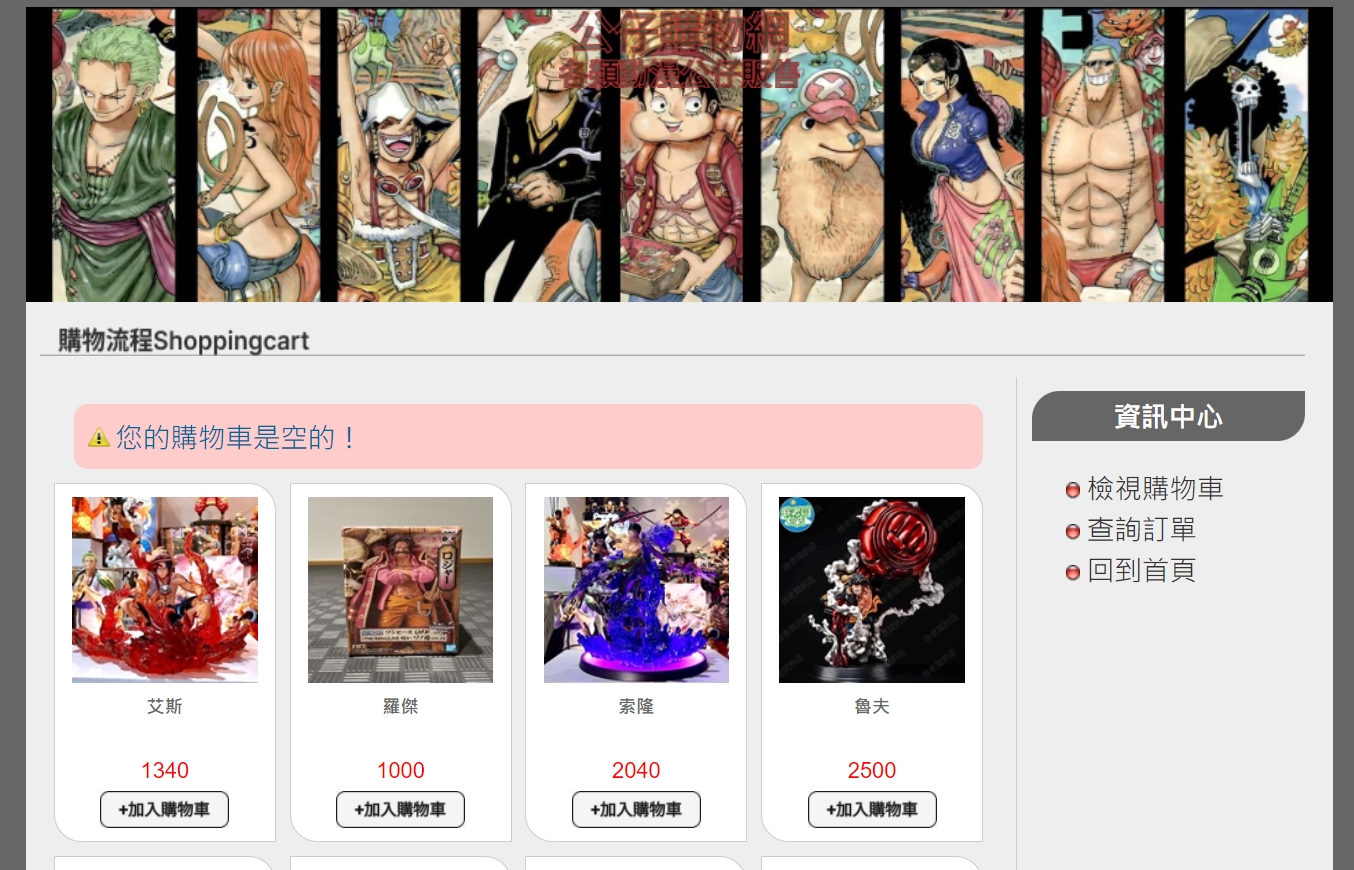 公仔購物網
各類動漫公仔販售
購物流程Shoppingcart
您的購物車是空的！
資訊中心
檢視購物車
查詢訂單
回到首頁
ロジャー
艾斯
羅傑
索隆
魯夫
1340
1000
2040
2500
+加入購物車
+加入購物車
+加入購物車
+加入購物車